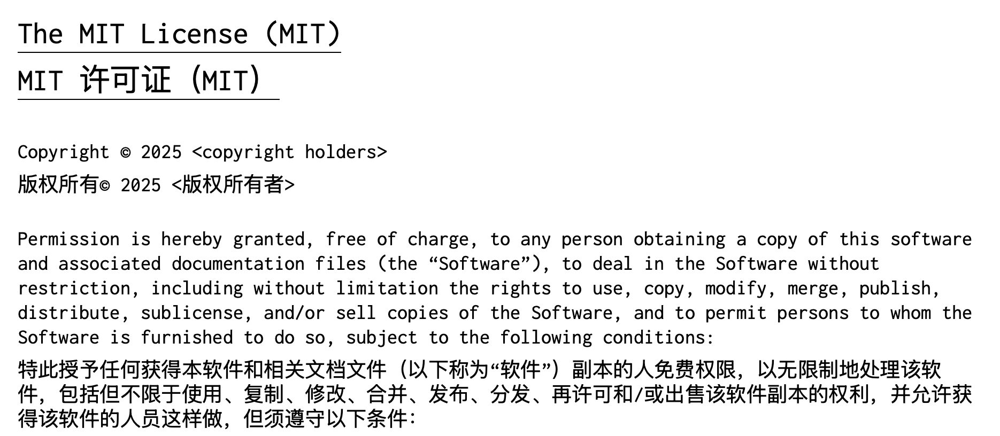 The MIT License (MIT)
MIT 许可证（MIT）
Copyright © 2025 <copyright holders>
版权所有© 2025 <版权所有者>
Permission is hereby granted, free of charge, to any person obtaining a copy of this software
and associated documentation files (the “Software”), to deal in the Software without
restriction, including without limitation the rights to use, copy, modify, merge, publish,
distribute, sublicense, and/or sell copies of the Software, and to permit persons to whom the
Software is furnished to do so, subject to the following conditions:
特此授予任何获得本软件和相关文档文件（以下称为“软件”）副本的人免费权限，以无限制地处理该软
件，包括但不限于使用、复制、修改、合并、发布、分发、再许可和/或出售该软件副本的权利，并允许获
得该软件的人员这样做，但须遵守以下条件：